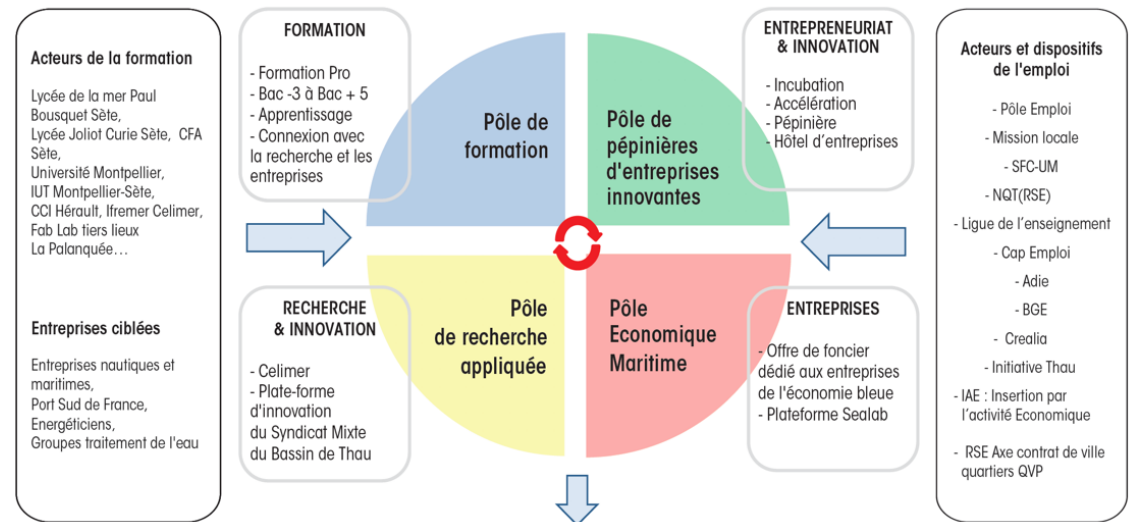 Acteurs de la formation
Lycée de la mer Paul
Bousquet Sète,
Lycée Joliot Curie Sète, CFA
Sète,
Université Montpellier,
IUT Montpellier-Sète,
CCI Hérault, Ifremer Celimer,
Fab Lab tiers lieux
La Palanquée…
Entreprises ciblées
Entreprises nautiques et
maritimes,
Port Sud de France,
Energéticiens,
Groupes traitement de l'eau
FORMATION
- Formation Pro
- Bac -3 à Bac + 5
- Apprentissage
- Connexion avec
la recherche et les
entreprises
Pôle de
formation
Pôle de
pépinières
d'entreprises
innovantes
ENTREPRENEURIAT
& INNOVATION
- Incubation
- Accélération
- Pépinière
- Hôtel d'entreprises
RECHERCHE
& INNOVATION
- Celimer
- Plate-forme
d'innovation
du Syndicat Mixte
du Bassin de Thau
Pôle
de recherche
appliquée
Pôle
Economique
Maritime
ENTREPRISES
- Offre de foncier
dédié aux entreprises
de l'économie bleue
- Plateforme Sealab
Acteurs et dispositifs
de l'emploi
- Pôle Emploi
- Mission locale
- SFC-UM
- NQT(RSE)
- Ligue de l'enseignement
- Cap Emploi
- Adie
- BGE
- Crealia
- Initiative Thau
- IAE : Insertion par
l'activité Economique
- RSE Axe contrat de ville
quartiers QVP